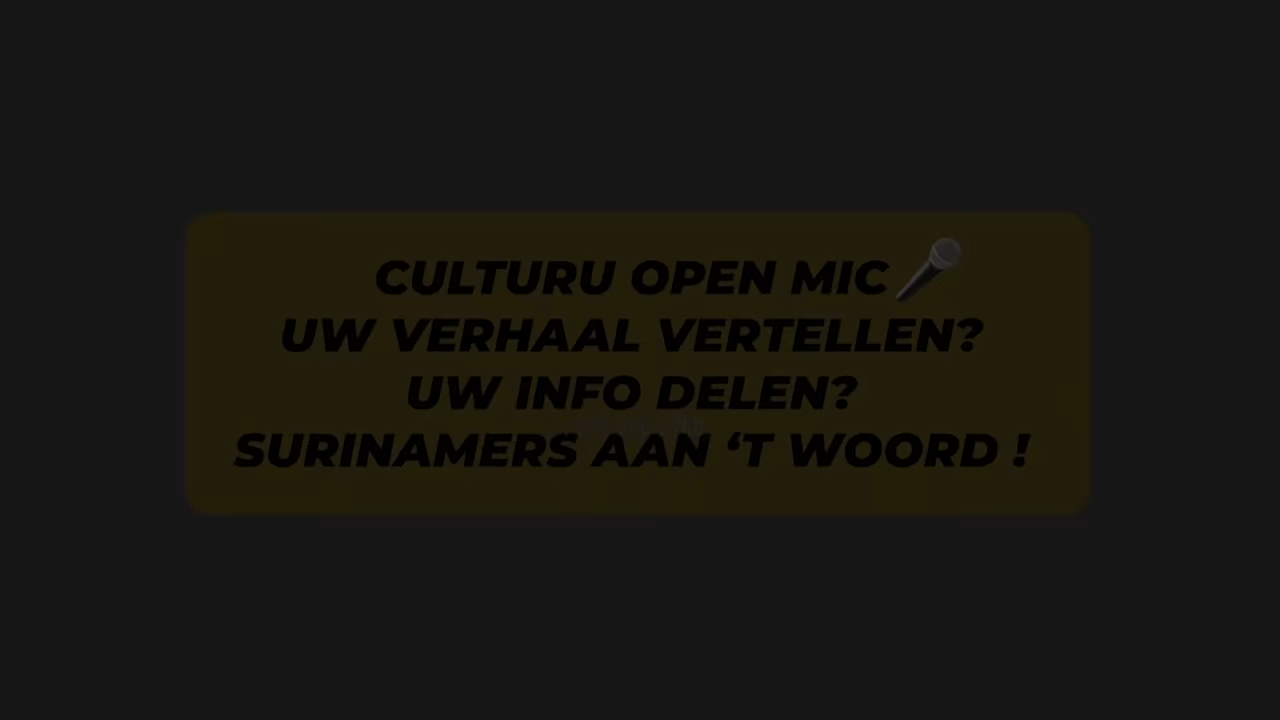 CULTURU OPEN MIC
UW VERHAAL VERTELLEN?
UW INFO DELEN?
SURINAMERS AAN ‘T WOORD !